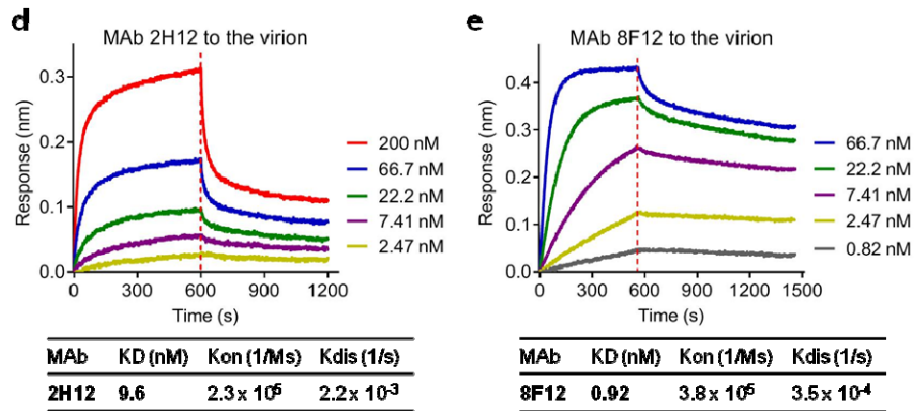 d
MAb 2H12 to the virion
Response (nm)
0.3
0.2
0.1
0.0
0 300 600 900 1200
Time (s)
200 nM
66.7 nM
22.2 nM
7.41 nM
2.47 nM
MAb KD (nM) Kon (1/Ms) Kdis (1/s)
2H12 9.6 2.3 x 10⁵ 2.2 x 10⁻³
e
MAb 8F12 to the virion
Response (nm)
0.4
0.3
0.2
0.1
0.0
0 300 600 900 1200 1500
Time (s)
66.7 nM
22.2 nM
7.41 nM
2.47 nM
0.82 nM
MAb KD (nM) Kon (1/Ms) Kdis (1/s)
8F12 0.92 3.8 x 10⁵ 3.5 x 10⁻⁴